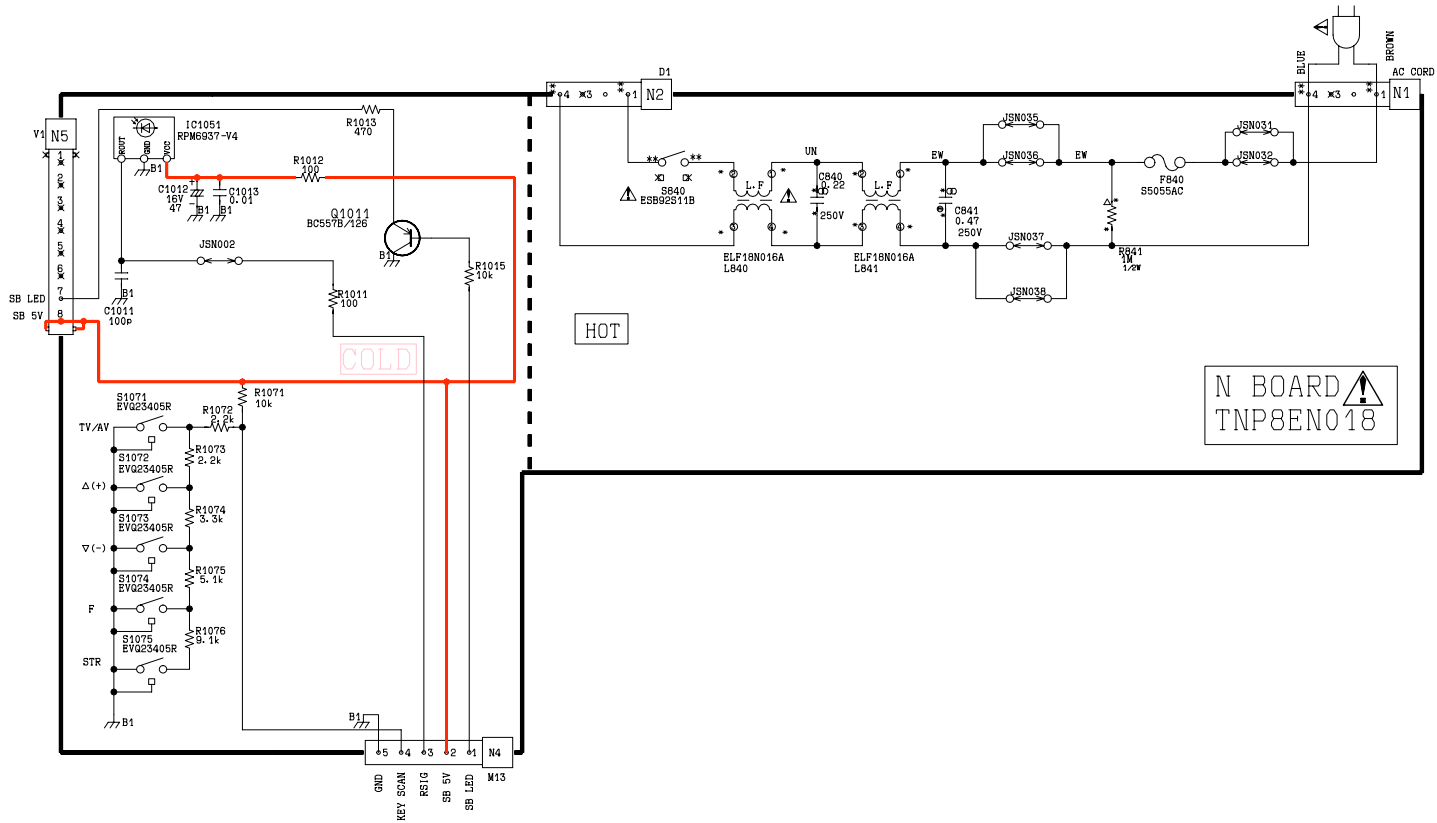 BLUE
BROWN
AC CORD
N1
4
3
1
D1
N2
4
3
1
V1
N5
1
2
3
4
5
6
7
8
SB LED
SB 5V
IC1051
RPM6937-V4
ROUT
GND
VCC
B1
R1013
470
R1012
100
C1012
16V
47
+
-
B1
C1013
0.01
B1
Q1011
BC557B/126
B1
JSN002
R1015
10k
R1011
100
C1011
100p
B1
COLD
R1071
10k
S1071
EVQ23405R
R1072
2.2k
TV/AV
R1073
2.2k
S1072
EVQ23405R
△(+)
R1074
3.3k
S1073
EVQ23405R
▽(-)
R1075
5.1k
S1074
EVQ23405R
F
R1076
9.1k
S1075
EVQ23405R
STR
B1
B1
5
4
3
2
1
N4
M13
GND
KEY SCAN
RSIG
SB 5V
SB LED
** **
S840
ESB92S11B
L.F
ELF18N016A
L840
UN
C840
0.22
250V
L.F
ELF18N016A
L841
EW
C841
0.47
250V
JSN035
JSN036
EW
JSN037
JSN038
R841
1M
1/2W
F840
S5055AC
JSN031
JSN032
HOT
N BOARD
TNP8EN018